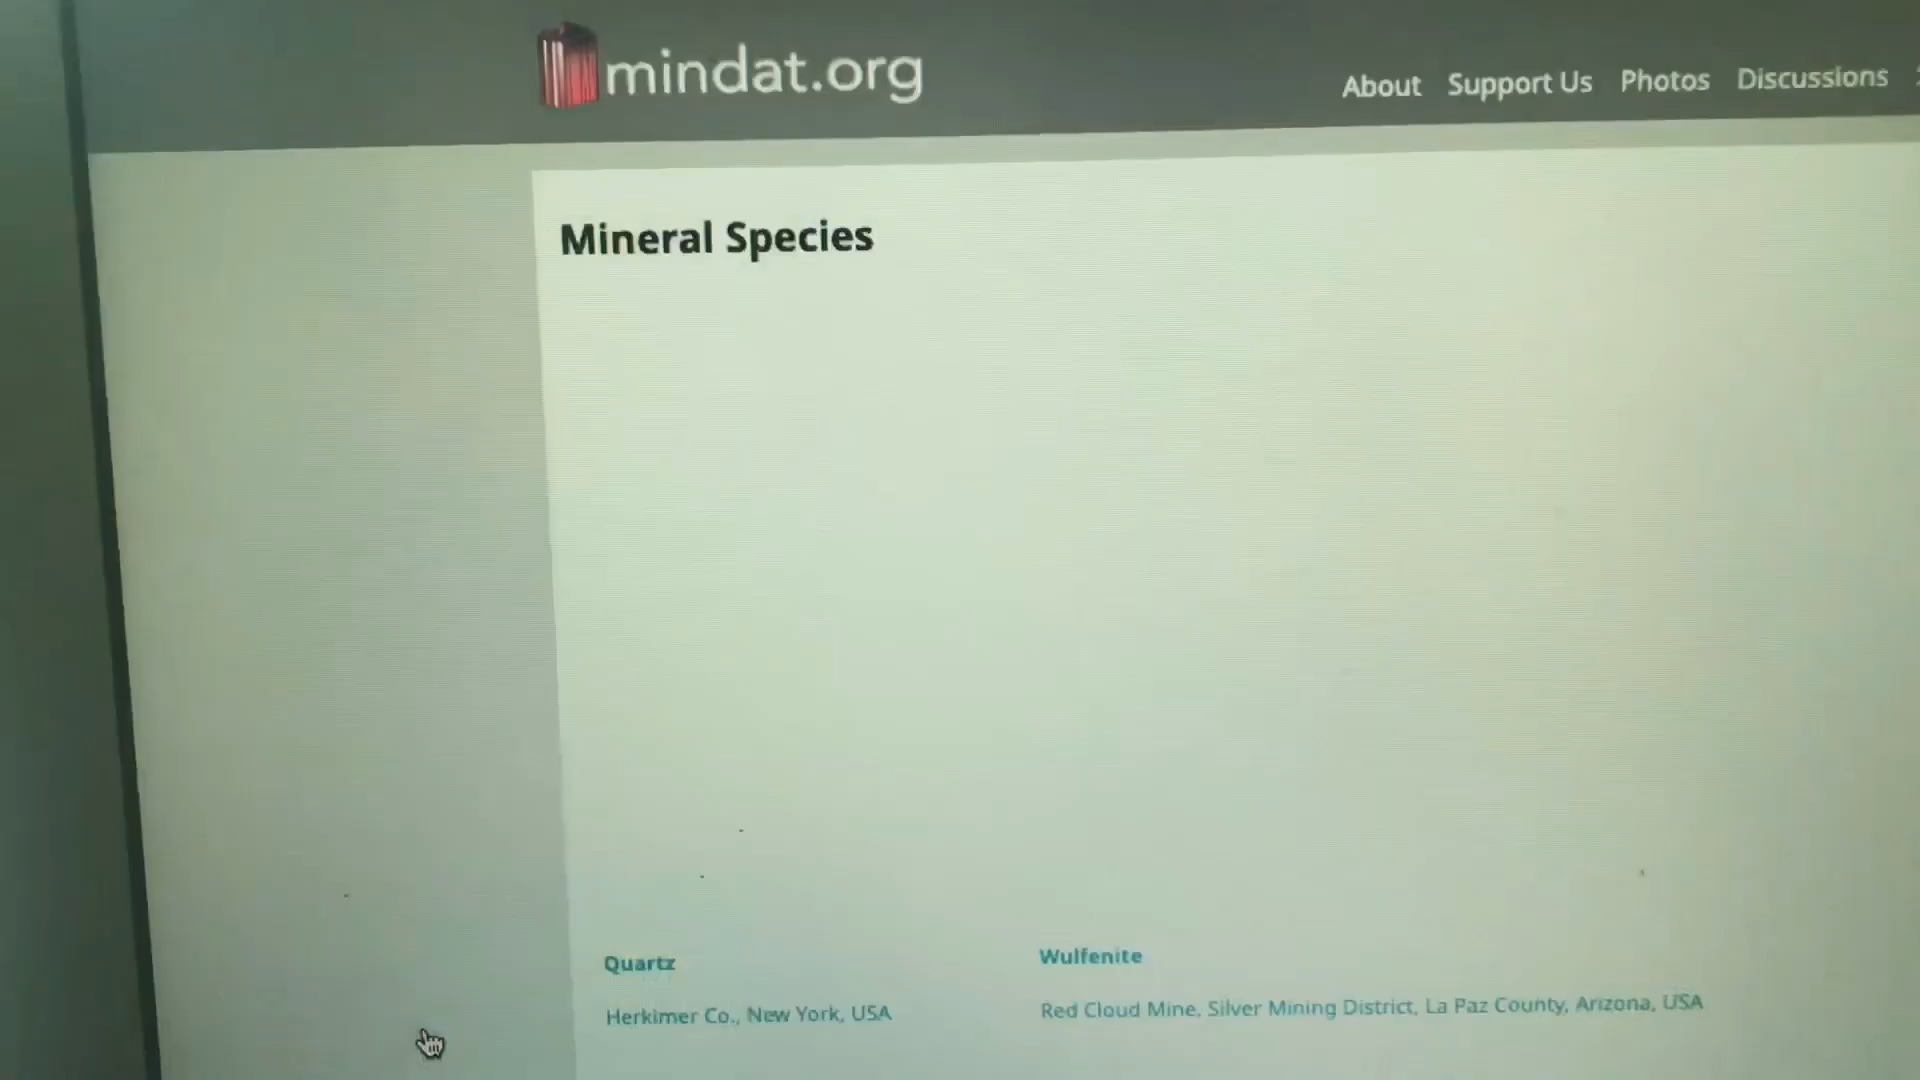 mindat.org
About Support Us Photos Discussions
Mineral Species
Quartz
Wulfenite
Herkimer Co., New York, USA
Red Cloud Mine, Silver Mining District, La Paz County, Arizona, USA